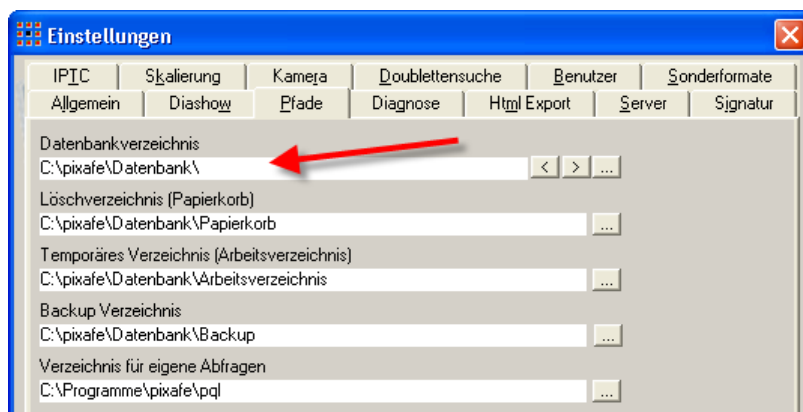 Einstellungen
IPTC Skalierung Kamera Doublettensuche Benutzer Sonderformate
Allgemein Diashow Pfade Diagnose Html Export Server Signatur
Datenbankverzeichnis
C:\pixafe\Datenbank\ < > ...
Löschverzeichnis (Papierkorb)
C:\pixafe\Datenbank\Papierkorb ...
Temporäres Verzeichnis (Arbeitsverzeichnis)
C:\pixafe\Datenbank\Arbeitsverzeichnis ...
Backup Verzeichnis
C:\pixafe\Datenbank\Backup ...
Verzeichnis für eigene Abfragen
C:\Programme\pixafe\pql ...